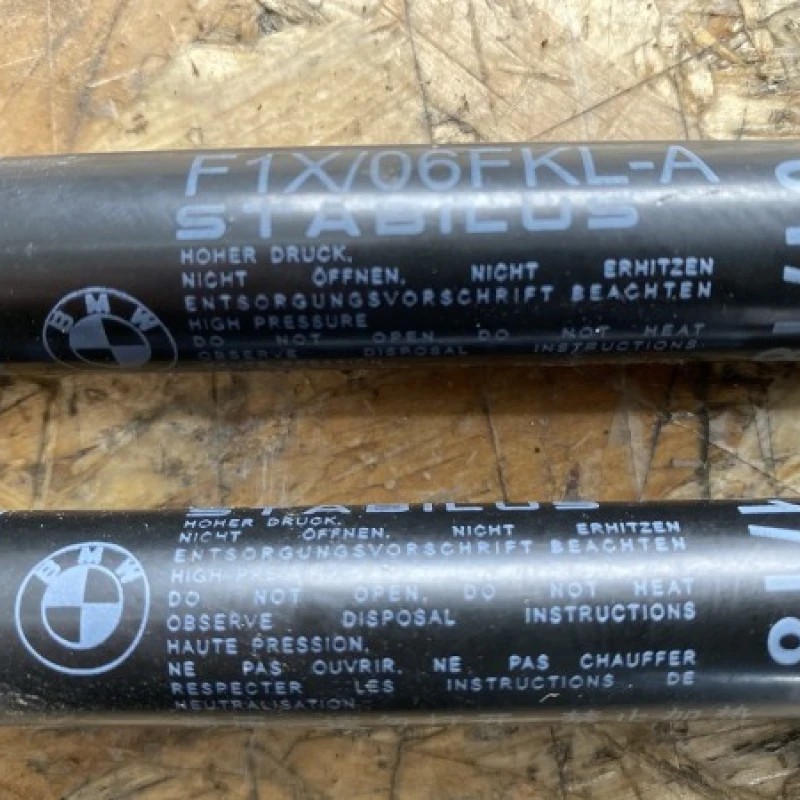 F1X/06FKL-A
STABILUS
HOHER DRUCK.
NICHT ÖFFNEN. NICHT ERHITZEN
ENTSORGUNGSVORSCHRIFT BEACHTEN
HIGH PRESSURE
DO NOT OPEN. DO NOT HEAT
OBSERVE DISPOSAL INSTRUCTIONS.
BMW
STABILUS
HOHER DRUCK.
NICHT ÖFFNEN. NICHT ERHITZEN
ENTSORGUNGSVORSCHRIFT BEACHTEN
HIGH
DO NOT OPEN. DO NOT HEAT
OBSERVE DISPOSAL INSTRUCTIONS
HAUTE PRESSION.
NE PAS OUVRIR. NE PAS CHAUFFER
RESPECTER LES INSTRUCTIONS DE
NEUTRALISATION
BMW